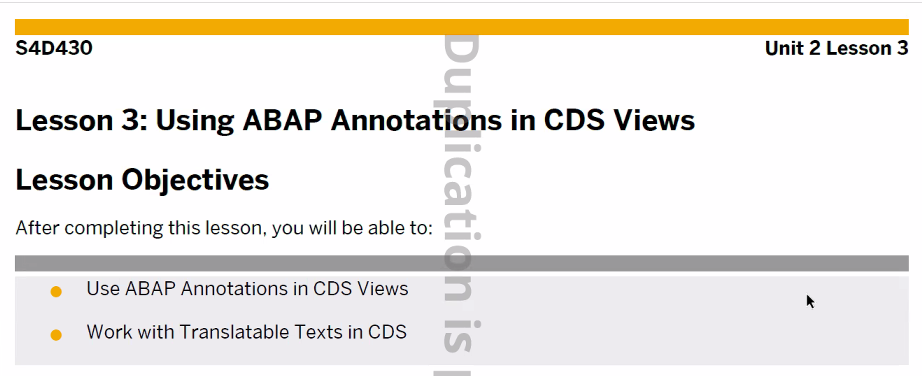 S4D430
Unit 2 Lesson 3
Lesson 3: Using ABAP Annotations in CDS Views
Lesson Objectives
After completing this lesson, you will be able to:
Use ABAP Annotations in CDS Views
Work with Translatable Texts in CDS
Duplication is